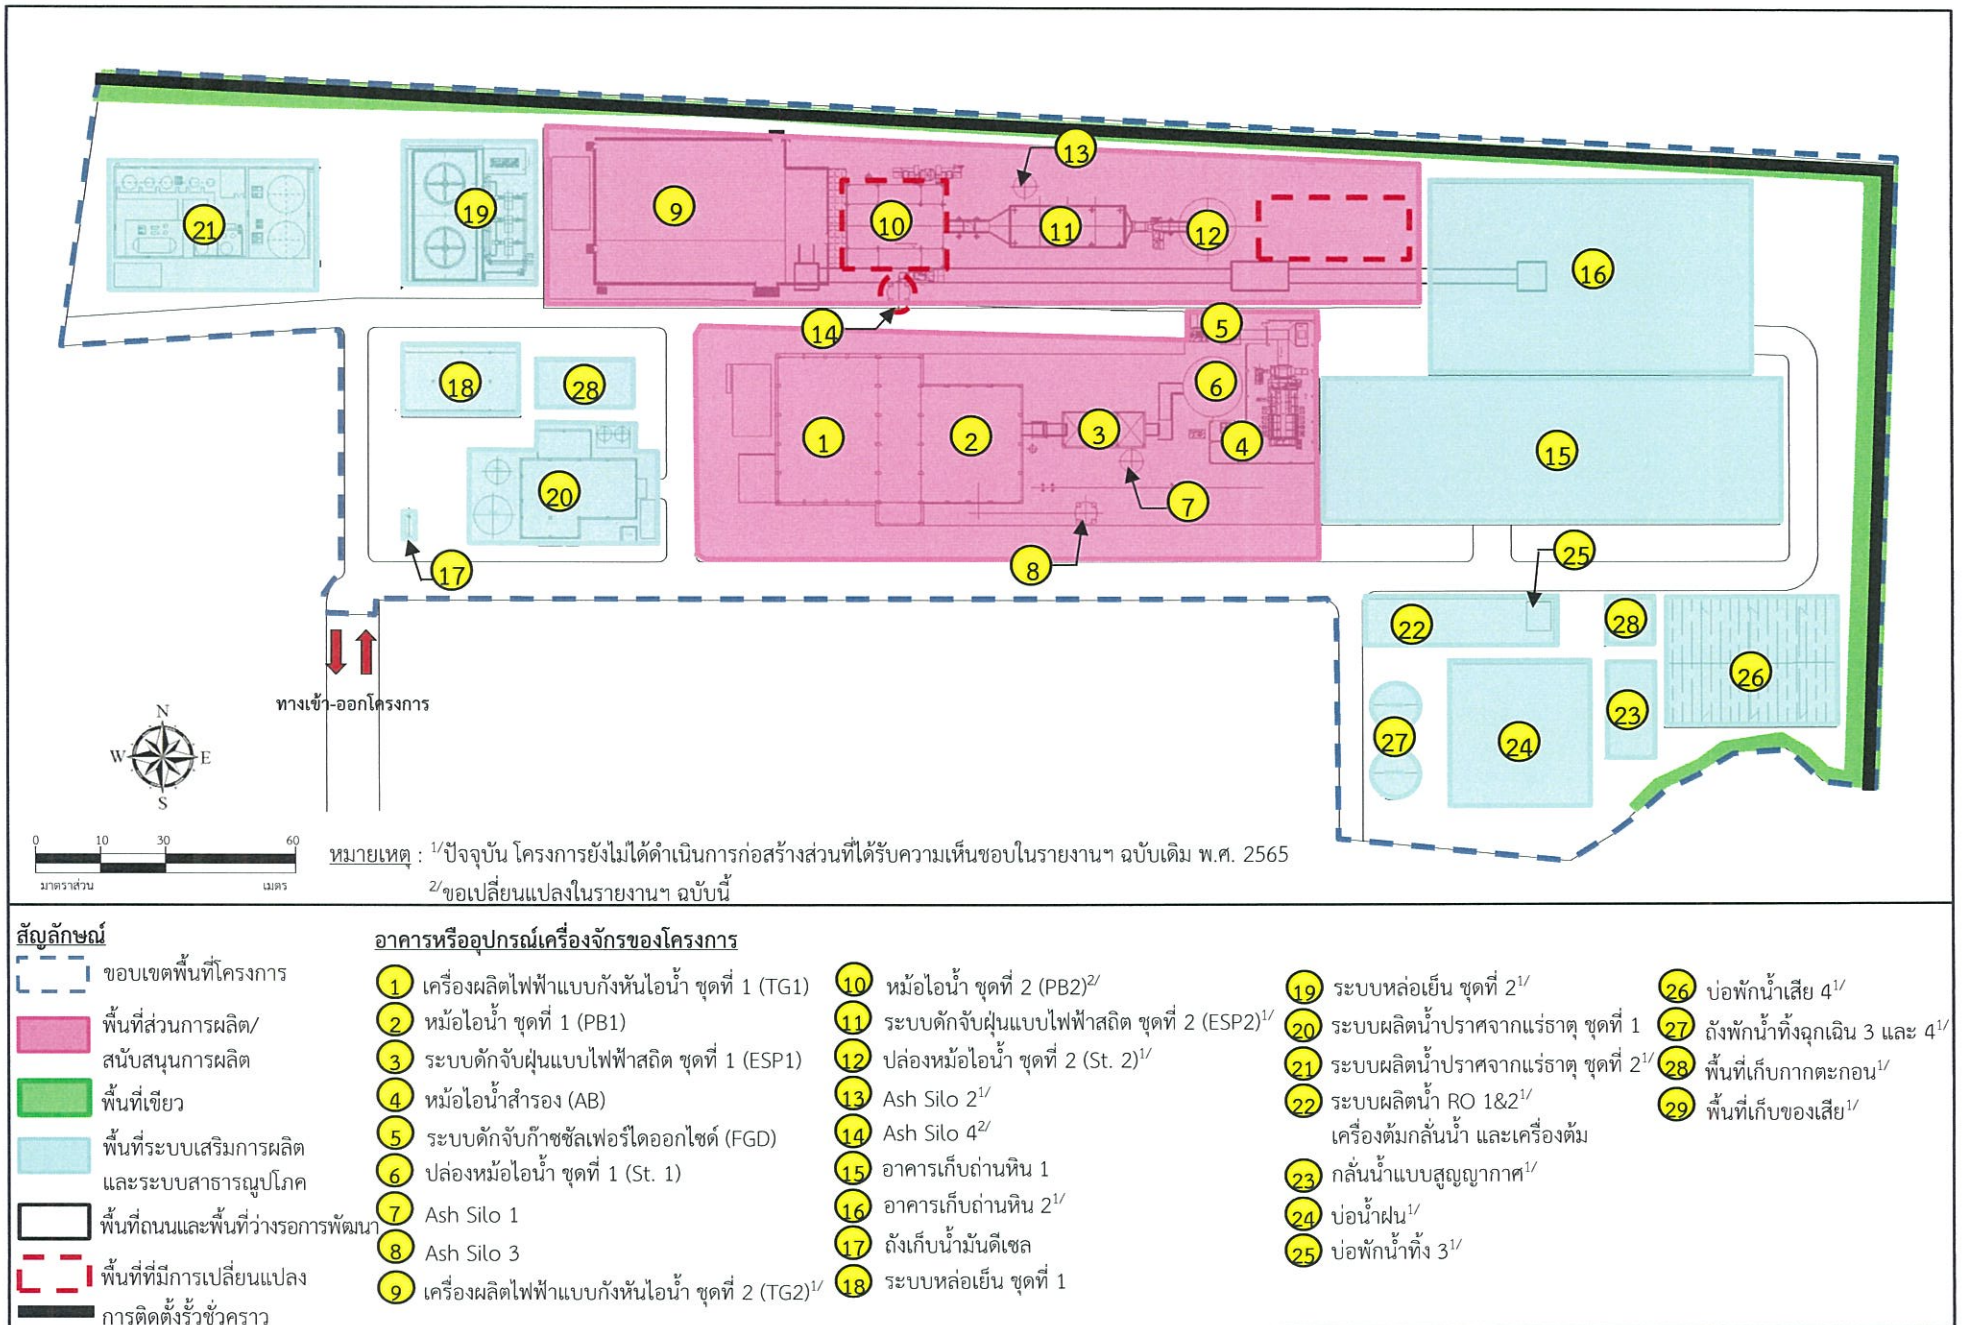 13
9
10
11
12
19
21
16
14
5
18
28
6
1
2
3
4
15
20
7
17
8
25
22
28
26
23
27
24
ทางเข้า-ออกโครงการ
N
W E
S
0 10 30 60
มาตราส่วน เมตร
หมายเหตุ : 1/ปัจจุบัน โครงการยังไม่ได้ดำเนินการก่อสร้างส่วนที่ได้รับความเห็นชอบในรายงานฯ ฉบับเดิม พ.ศ. 2565
2/ขอเปลี่ยนแปลงในรายงานฯ ฉบับนี้
สัญลักษณ์
ขอบเขตพื้นที่โครงการ
พื้นที่ส่วนการผลิต/
สนับสนุนการผลิต
พื้นที่เขียว
พื้นที่ระบบเสริมการผลิต
และระบบสาธารณูปโภค
พื้นที่ถนนและพื้นที่ว่างรอการพัฒนา
พื้นที่ที่มีการเปลี่ยนแปลง
การติดตั้งรั้วชั่วคราว
อาคารหรืออุปกรณ์เครื่องจักรของโครงการ
1 เครื่องผลิตไฟฟ้าแบบกังหันไอน้ำ ชุดที่ 1 (TG1)
2 หม้อไอน้ำ ชุดที่ 1 (PB1)
3 ระบบดักจับฝุ่นแบบไฟฟ้าสถิต ชุดที่ 1 (ESP1)
4 หม้อไอน้ำสำรอง (AB)
5 ระบบดักจับก๊าซซัลเฟอร์ไดออกไซด์ (FGD)
6 ปล่องหม้อไอน้ำ ชุดที่ 1 (St. 1)
7 Ash Silo 1
8 Ash Silo 3
9 เครื่องผลิตไฟฟ้าแบบกังหันไอน้ำ ชุดที่ 2 (TG2)1/
10 หม้อไอน้ำ ชุดที่ 2 (PB2)2/
11 ระบบดักจับฝุ่นแบบไฟฟ้าสถิต ชุดที่ 2 (ESP2)1/
12 ปล่องหม้อไอน้ำ ชุดที่ 2 (St. 2)1/
13 Ash Silo 21/
14 Ash Silo 42/
15 อาคารเก็บถ่านหิน 1
16 อาคารเก็บถ่านหิน 21/
17 ถังเก็บน้ำมันดีเซล
18 ระบบหล่อเย็น ชุดที่ 1
19 ระบบหล่อเย็น ชุดที่ 21/
20 ระบบผลิตน้ำปราศจากแร่ธาตุ ชุดที่ 1
21 ระบบผลิตน้ำปราศจากแร่ธาตุ ชุดที่ 21/
22 ระบบผลิตน้ำ RO 1&21/
เครื่องต้มกลั่นน้ำ และเครื่องต้ม
23 กลั่นน้ำแบบสูญญากาศ1/
24 บ่อน้ำฝน1/
25 บ่อพักน้ำทิ้ง 31/
26 บ่อพักน้ำเสีย 41/
27 ถังพักน้ำทิ้งฉุกเฉิน 3 และ 41/
28 พื้นที่เก็บกากตะกอน1/
29 พื้นที่เก็บของเสีย1/